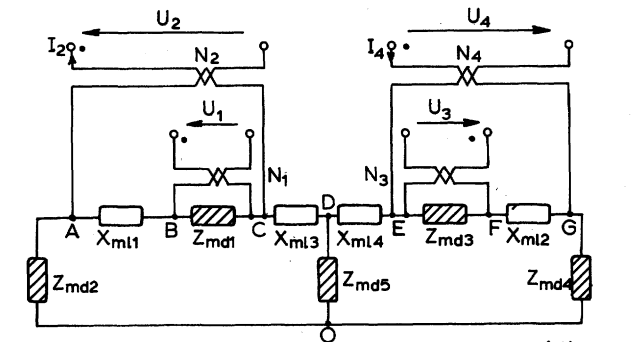 U2 U4
I2 N2 I4 N4
U1 U3
N1 N3
D
A B C E F G
Xml1 Zmd1 Xml3 Xml4 Zmd3 Xml2
Zmd2 Zmd5 Zmd4
O